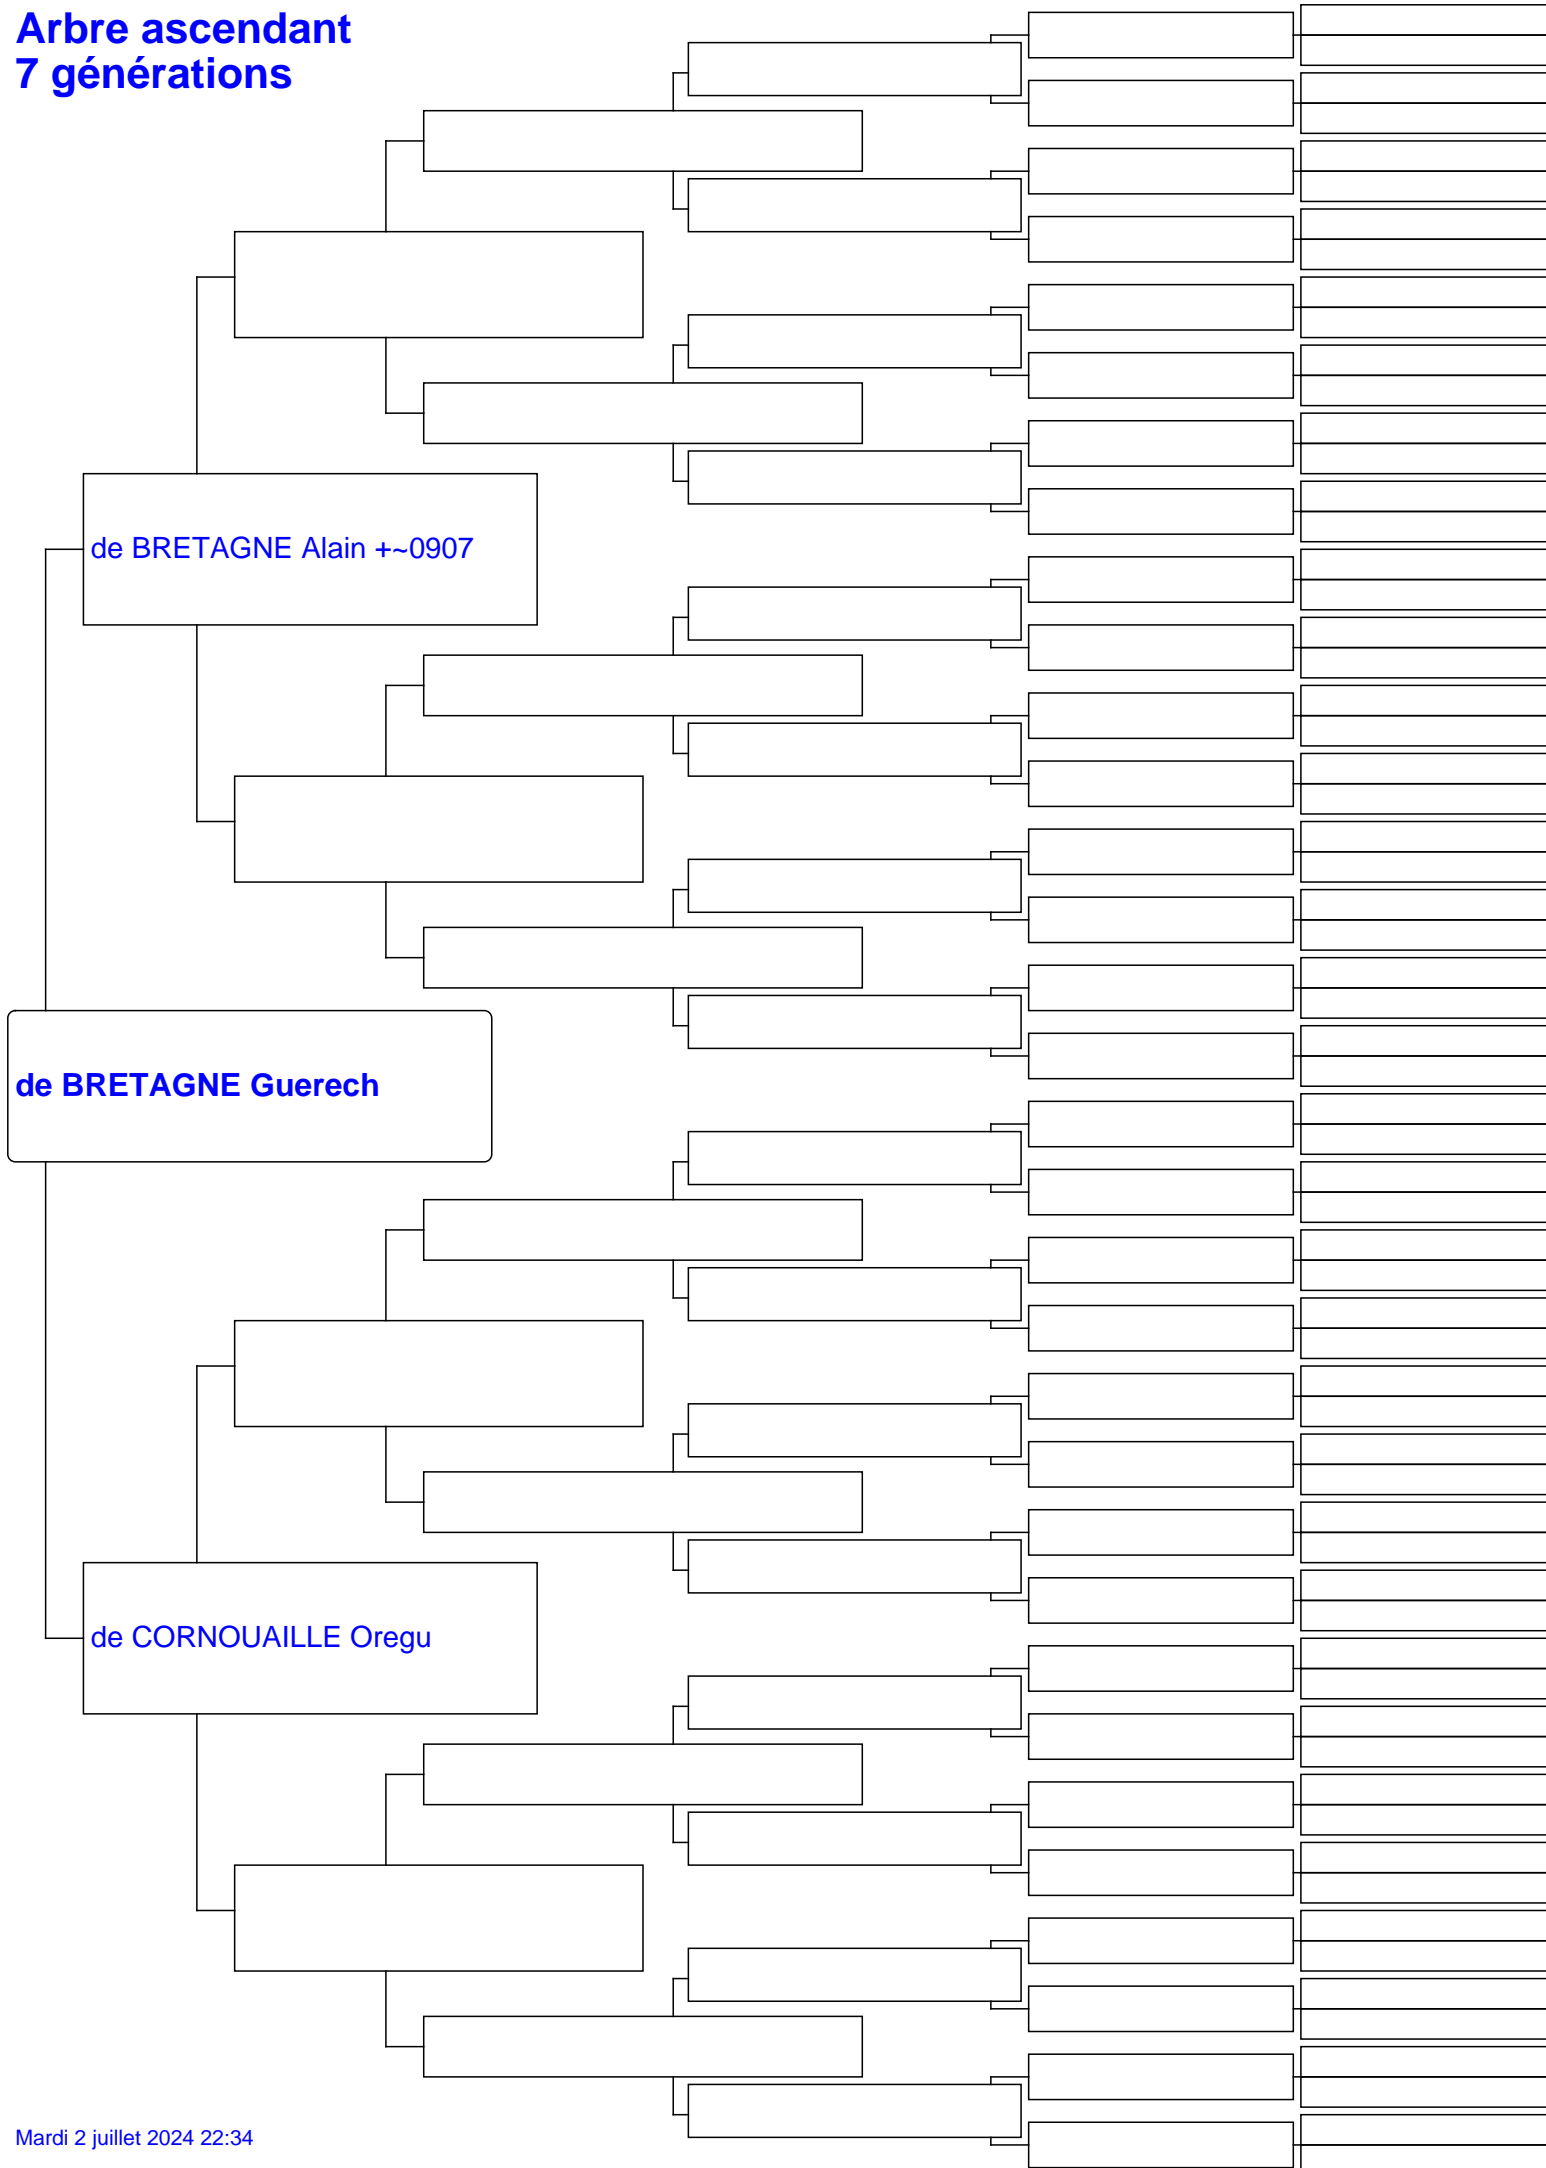 Arbre ascendant
7 générations
de BRETAGNE Alain +~0907
de BRETAGNE Guerech
de CORNOUAILLE Oregu
Mardi 2 juillet 2024 22:34